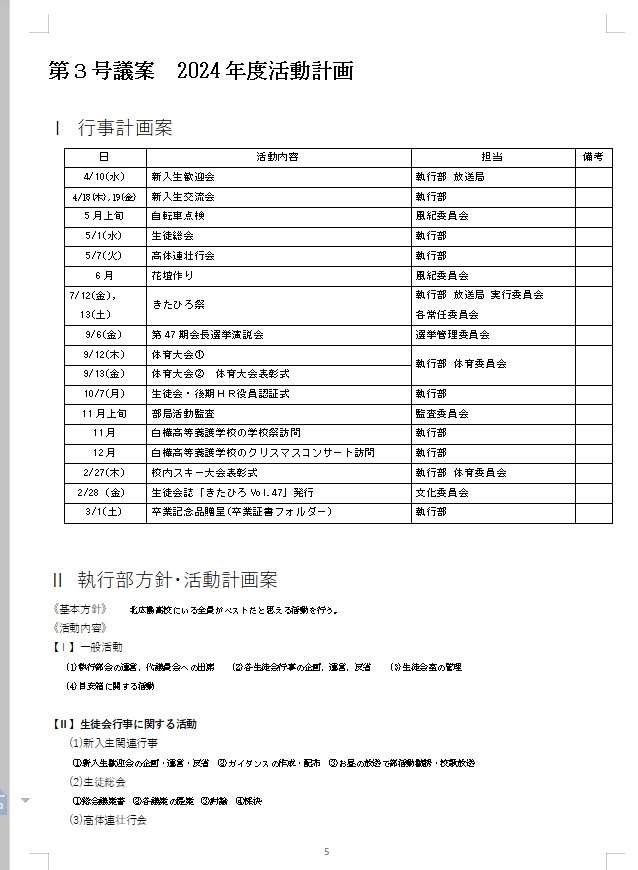 第３号議案　2024年度活動計画
Ⅰ　行事計画案
日　活動内容　担当　備考
4/10(水)　新入生歓迎会　執行部 放送局
4/18(木),19(金)　新入生交流会　執行部
5月上旬　自転車点検　風紀委員会
5/1(水)　生徒総会　執行部
5/7(火)　高体連壮行会　執行部
6月　花壇作り　風紀委員会
7/12(金),　きたひろ祭　執行部 放送局 実行委員会
13(土)　各常任委員会
9/6(金)　第47期会長選挙演説会　選挙管理委員会
9/12(木)　体育大会①　執行部 体育委員会
9/13(金)　体育大会②　体育大会表彰式
10/7(月)　生徒会・後期ＨＲ役員認証式　執行部
11月上旬　部局活動監査　監査委員会
11月　白樺高等養護学校の学校祭訪問　執行部
12月　白樺高等養護学校のクリスマスコンサート訪問　執行部
2/27(木)　校内スキー大会表彰式　執行部 体育委員会
2/28（金）　生徒会誌「きたひろVol.47」発行　文化委員会
3/1(土)　卒業記念品贈呈(卒業証書フォルダー)　執行部
Ⅱ　執行部方針・活動計画案
《基本方針》　北広島高校にいる全員がベストだと思える活動を行う。
《活動内容》
【Ⅰ】一般活動
(1)執行部会の運営、代議員会への出席　(2)各生徒会行事の企画、運営、反省　(3)生徒会室の管理
(4)目安箱に関する活動
【Ⅱ】生徒会行事に関する活動
(1)新入生関連行事
①新入生歓迎会の企画・運営・反省　②ガイダンスの作成・配布　③お昼の放送で部活動勧誘・校歌放送
(2)生徒総会
①総会議案書　②各議案の提案　③討論　④採決
(3)高体連壮行会
5